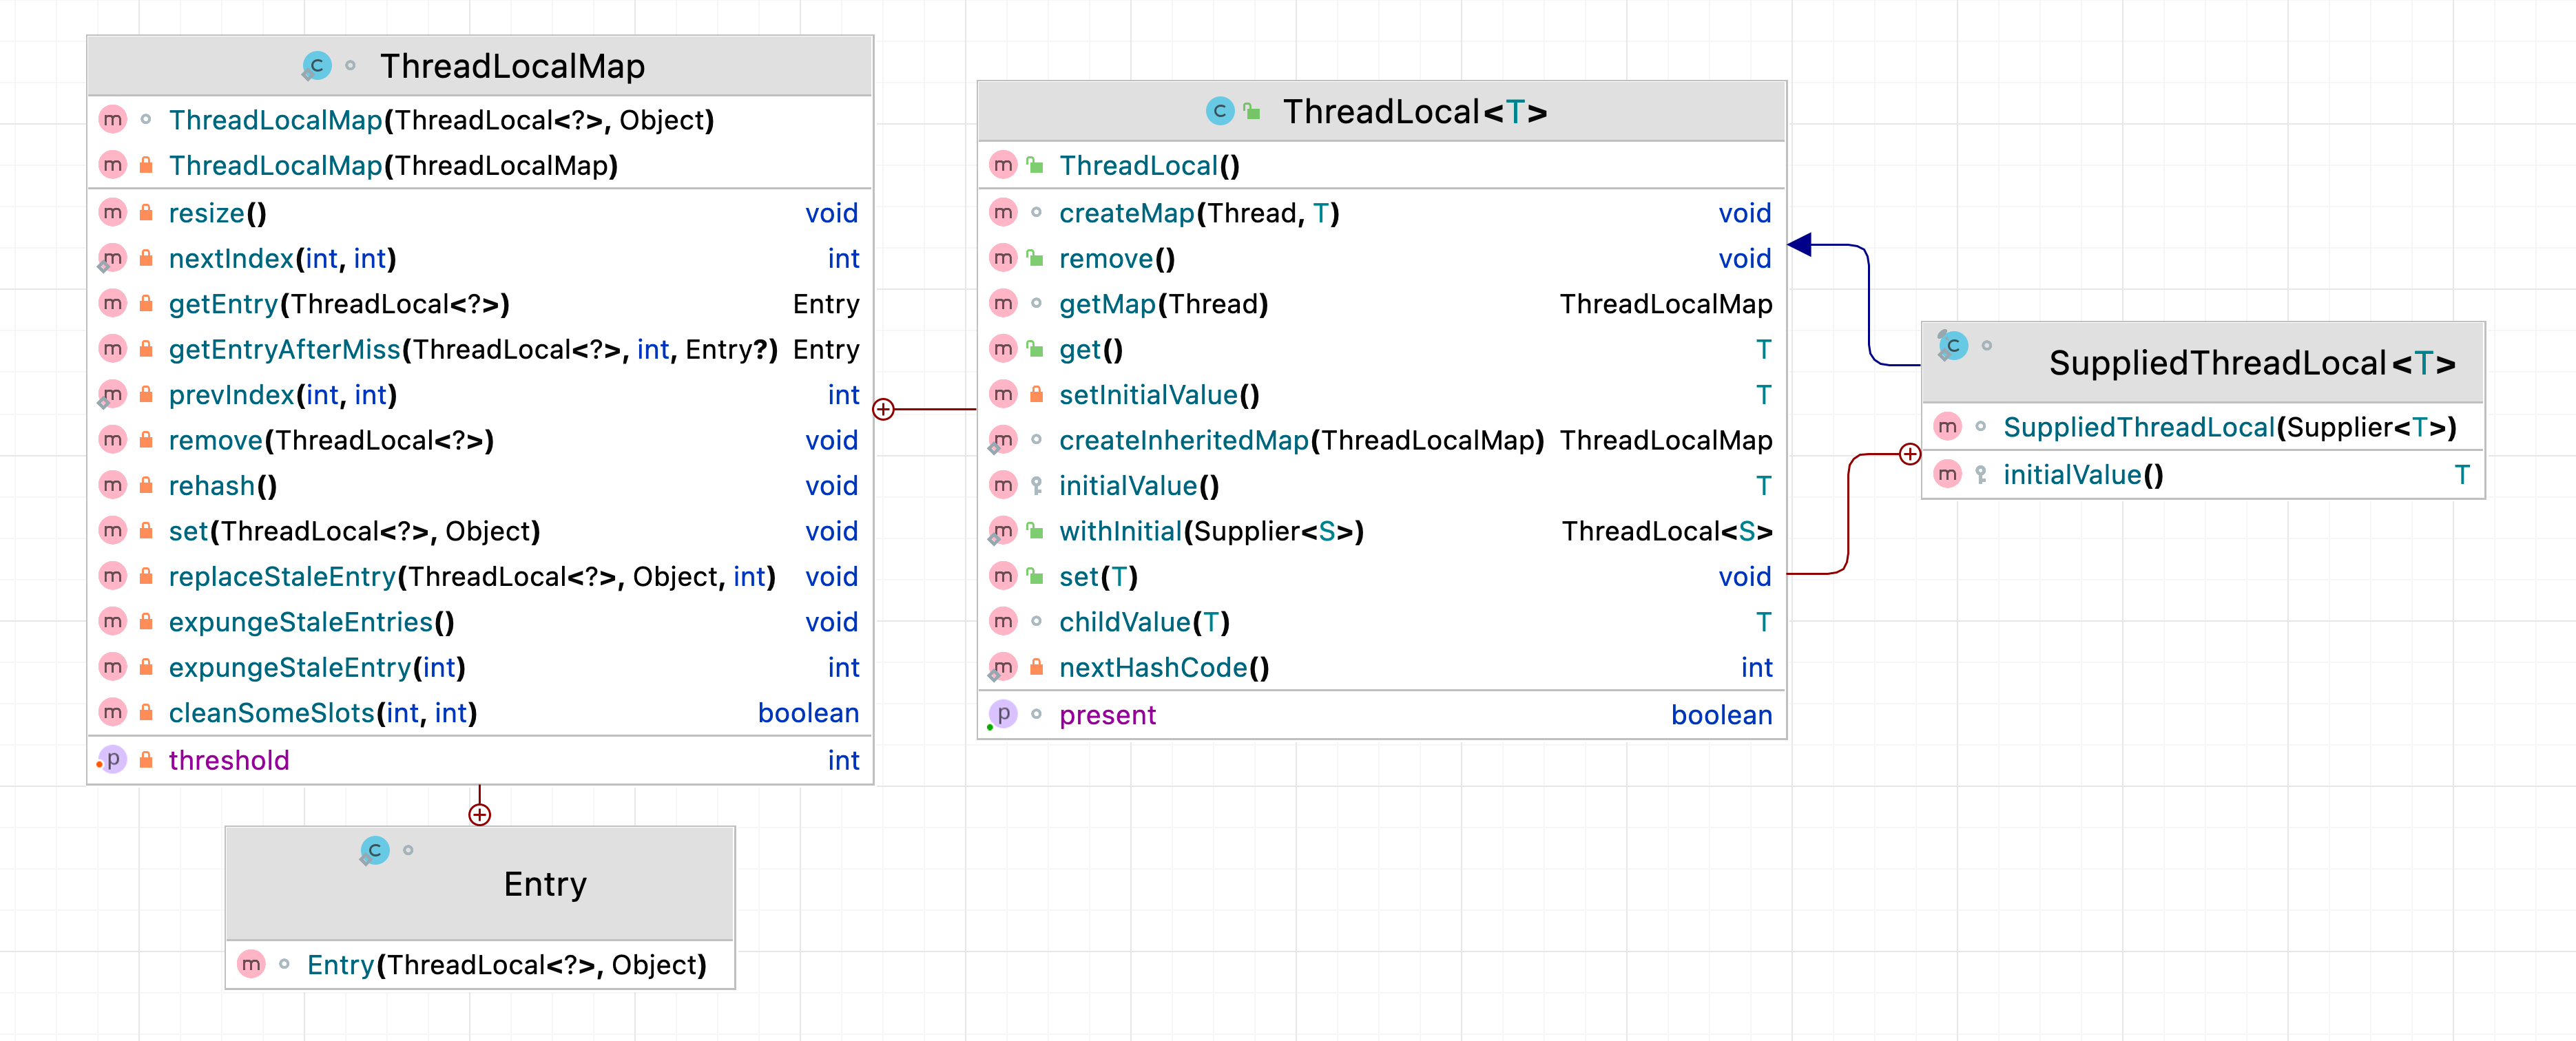 ThreadLocalMap
ThreadLocalMap(ThreadLocal<?>, Object)
ThreadLocalMap(ThreadLocalMap)
resize() void
nextIndex(int, int) int
getEntry(ThreadLocal<?>) Entry
getEntryAfterMiss(ThreadLocal<?>, int, Entry?) Entry
prevIndex(int, int) int
remove(ThreadLocal<?>) void
rehash() void
set(ThreadLocal<?>, Object) void
replaceStaleEntry(ThreadLocal<?>, Object, int) void
expungeStaleEntries() void
expungeStaleEntry(int) int
cleanSomeSlots(int, int) boolean
threshold int
Entry
Entry(ThreadLocal<?>, Object)
ThreadLocal<T>
ThreadLocal()
createMap(Thread, T) void
remove() void
getMap(Thread) ThreadLocalMap
get() T
setInitialValue() T
createInheritedMap(ThreadLocalMap) ThreadLocalMap
initialValue() T
withInitial(Supplier<S>) ThreadLocal<S>
set(T) void
childValue(T) T
nextHashCode() int
present boolean
SuppliedThreadLocal<T>
SuppliedThreadLocal(Supplier<T>)
initialValue() T